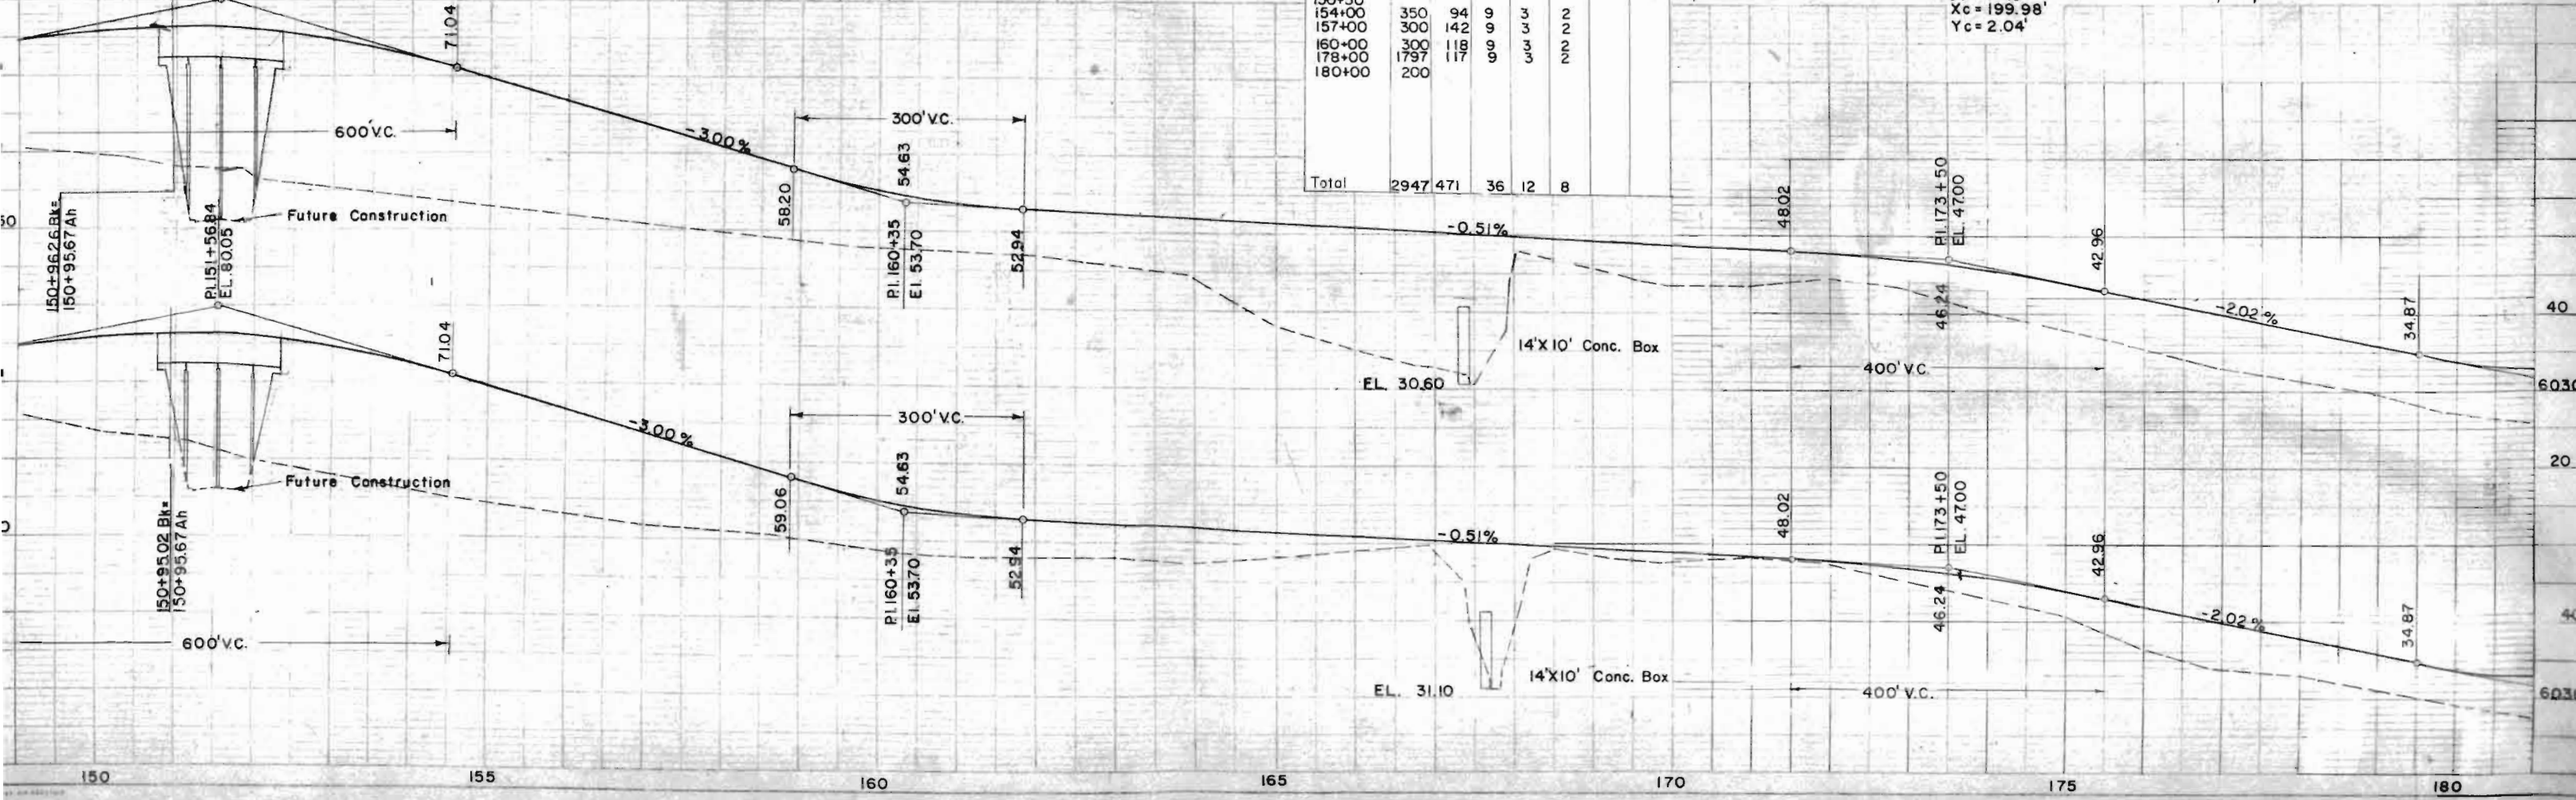 154+00 350 94 9 3 2
157+00 300 142 9 3 2
160+00 300 118 9 3 2
178+00 1797 117 9 3 2
180+00 200
Total 2947 471 36 12 8
Xc = 199.98'
Yc = 2.04'
71.04
600' V.C.
-3.00 %
300' V.C.
58.20
54.63
P.I. 160+35
El. 53.70
52.94
-0.51%
48.02
P.I. 173+50
EL. 47.00
46.24
42.96
-2.02 %
34.87
400' V.C.
14'X10' Conc. Box
EL. 30.60
Future Construction
150+96.26 Bk=
150+95.67 Ah
P.I. 151+56.84
EL. 80.05
40
20
71.04
-3.00 %
300' V.C.
59.06
54.63
P.I. 160+35
El. 53.70
52.94
-0.51%
48.02
P.I. 173+50
EL. 47.00
46.24
42.96
-2.02 %
34.87
400' V.C.
14'X10' Conc. Box
EL. 31.10
Future Construction
150+95.02 Bk=
150+95.67 Ah
600' V.C.
150 155 160 165 170 175 180